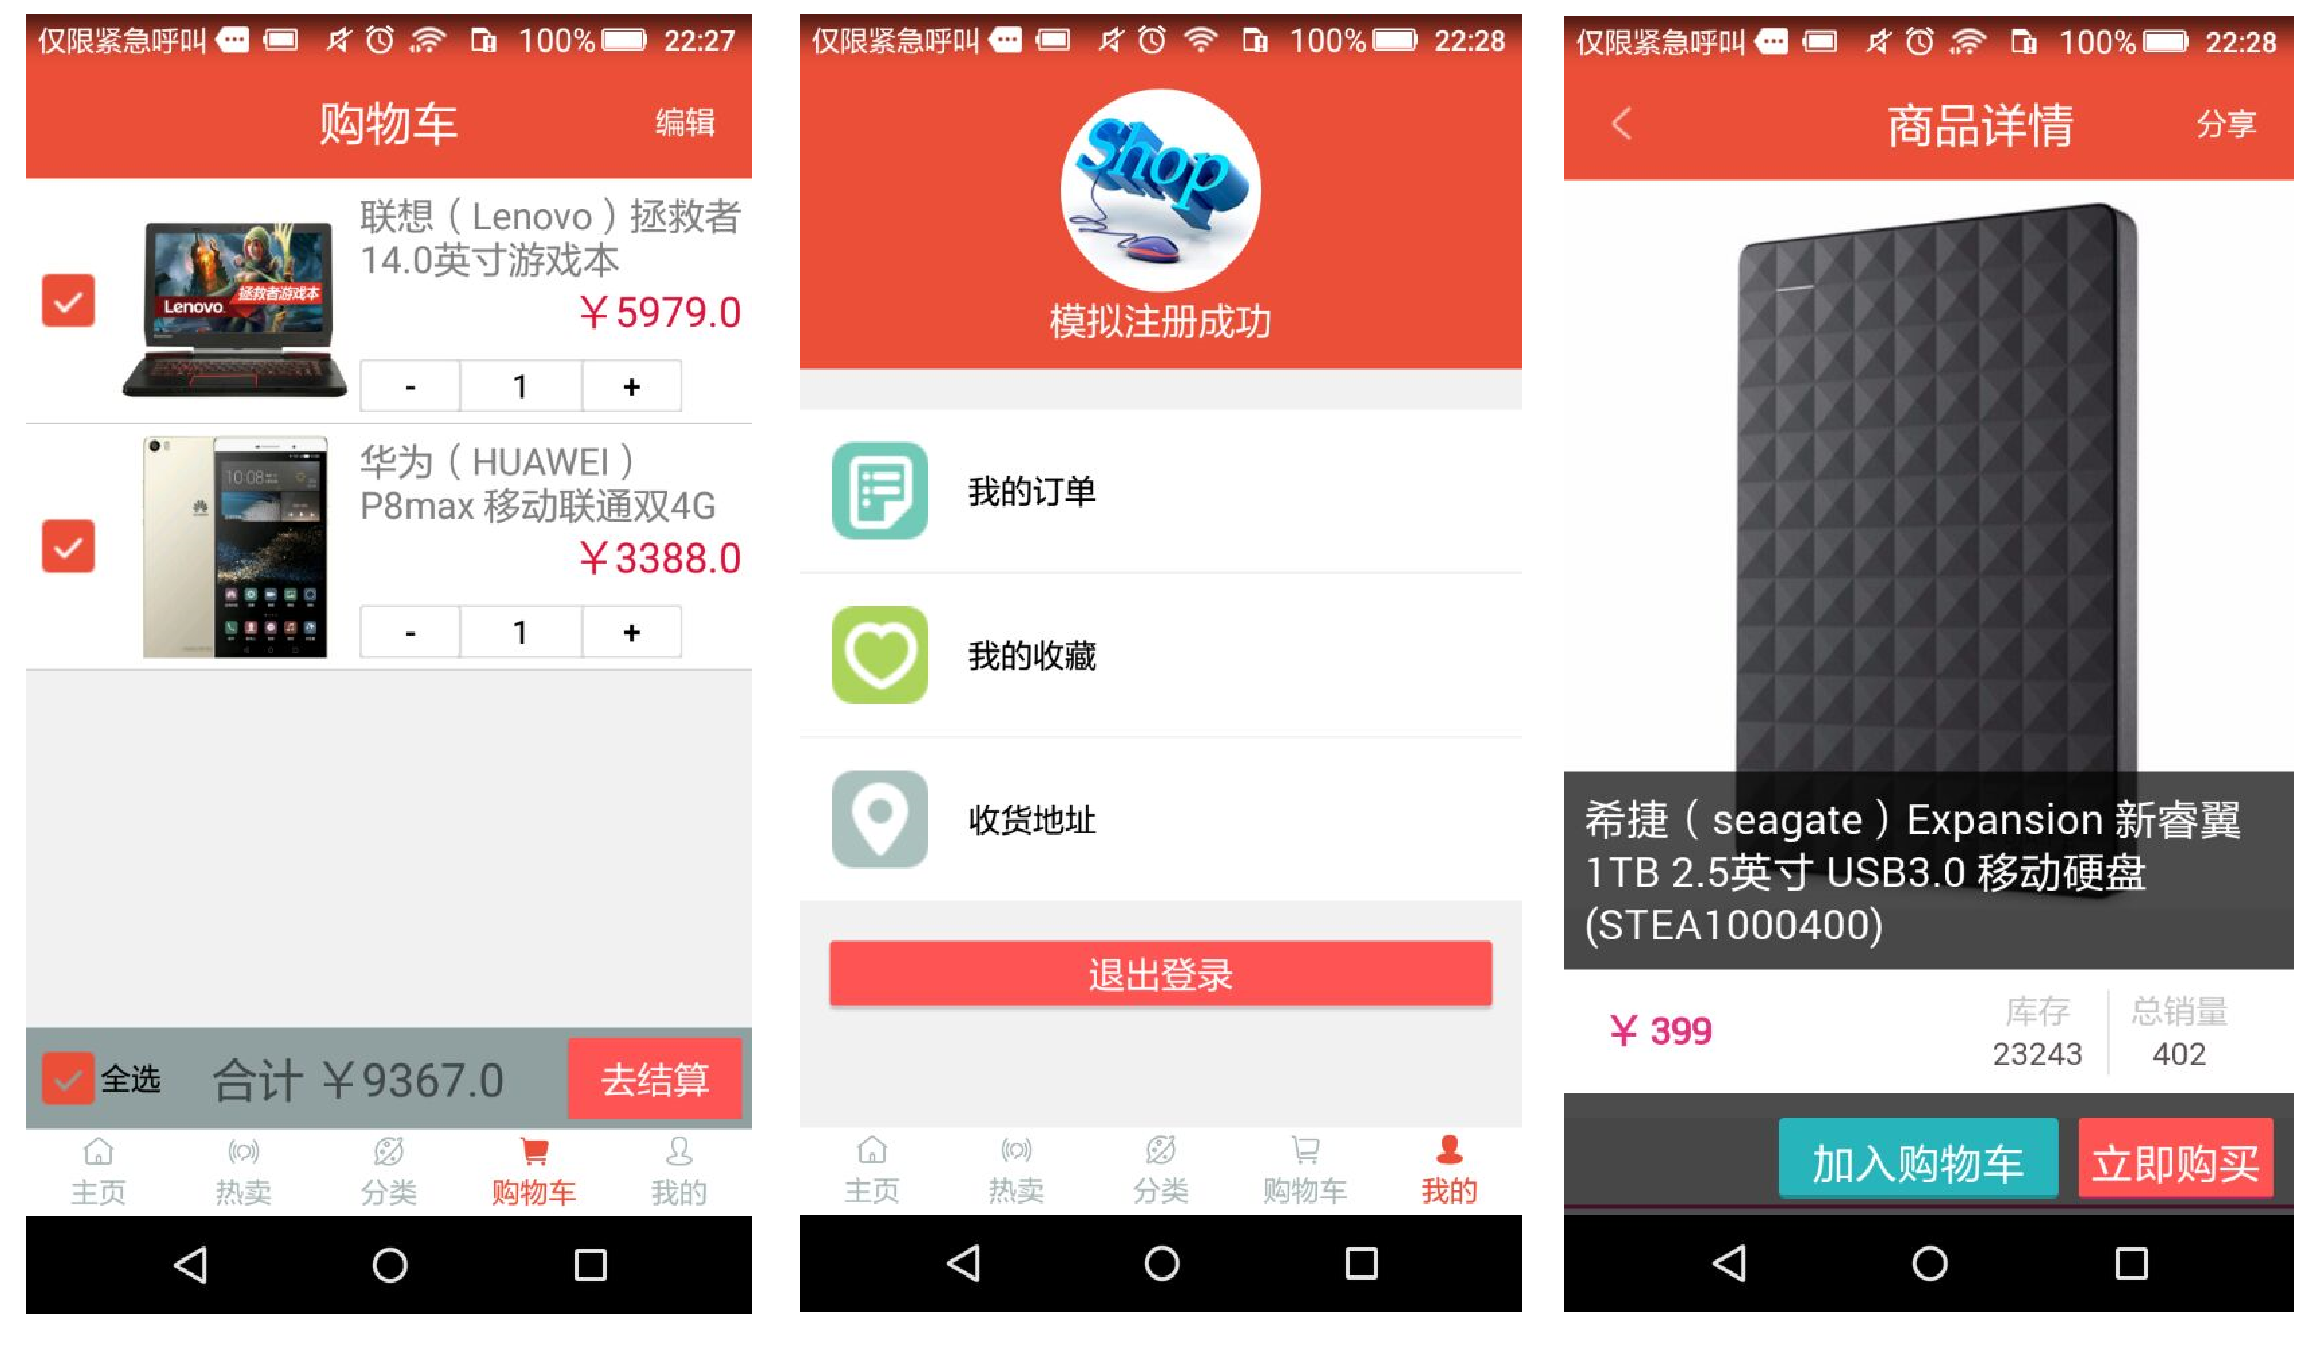 仅限紧急呼叫 100% 22:27
购物车 编辑
联想（Lenovo）拯救者
14.0英寸游戏本
Lenovo 拯救者游戏本
￥5979.0
- 1 +
华为（HUAWEI）
P8max 移动联通双4G
10:08
￥3388.0
- 1 +
全选 合计 ￥9367.0 去结算
主页 热卖 分类 购物车 我的
仅限紧急呼叫 100% 22:28
Shop
模拟注册成功
我的订单
我的收藏
收货地址
退出登录
主页 热卖 分类 购物车 我的
仅限紧急呼叫 100% 22:28
商品详情 分享
希捷（seagate）Expansion 新睿翼
1TB 2.5英寸 USB3.0 移动硬盘
(STEA1000400)
￥ 399
库存 总销量
23243 402
加入购物车 立即购买